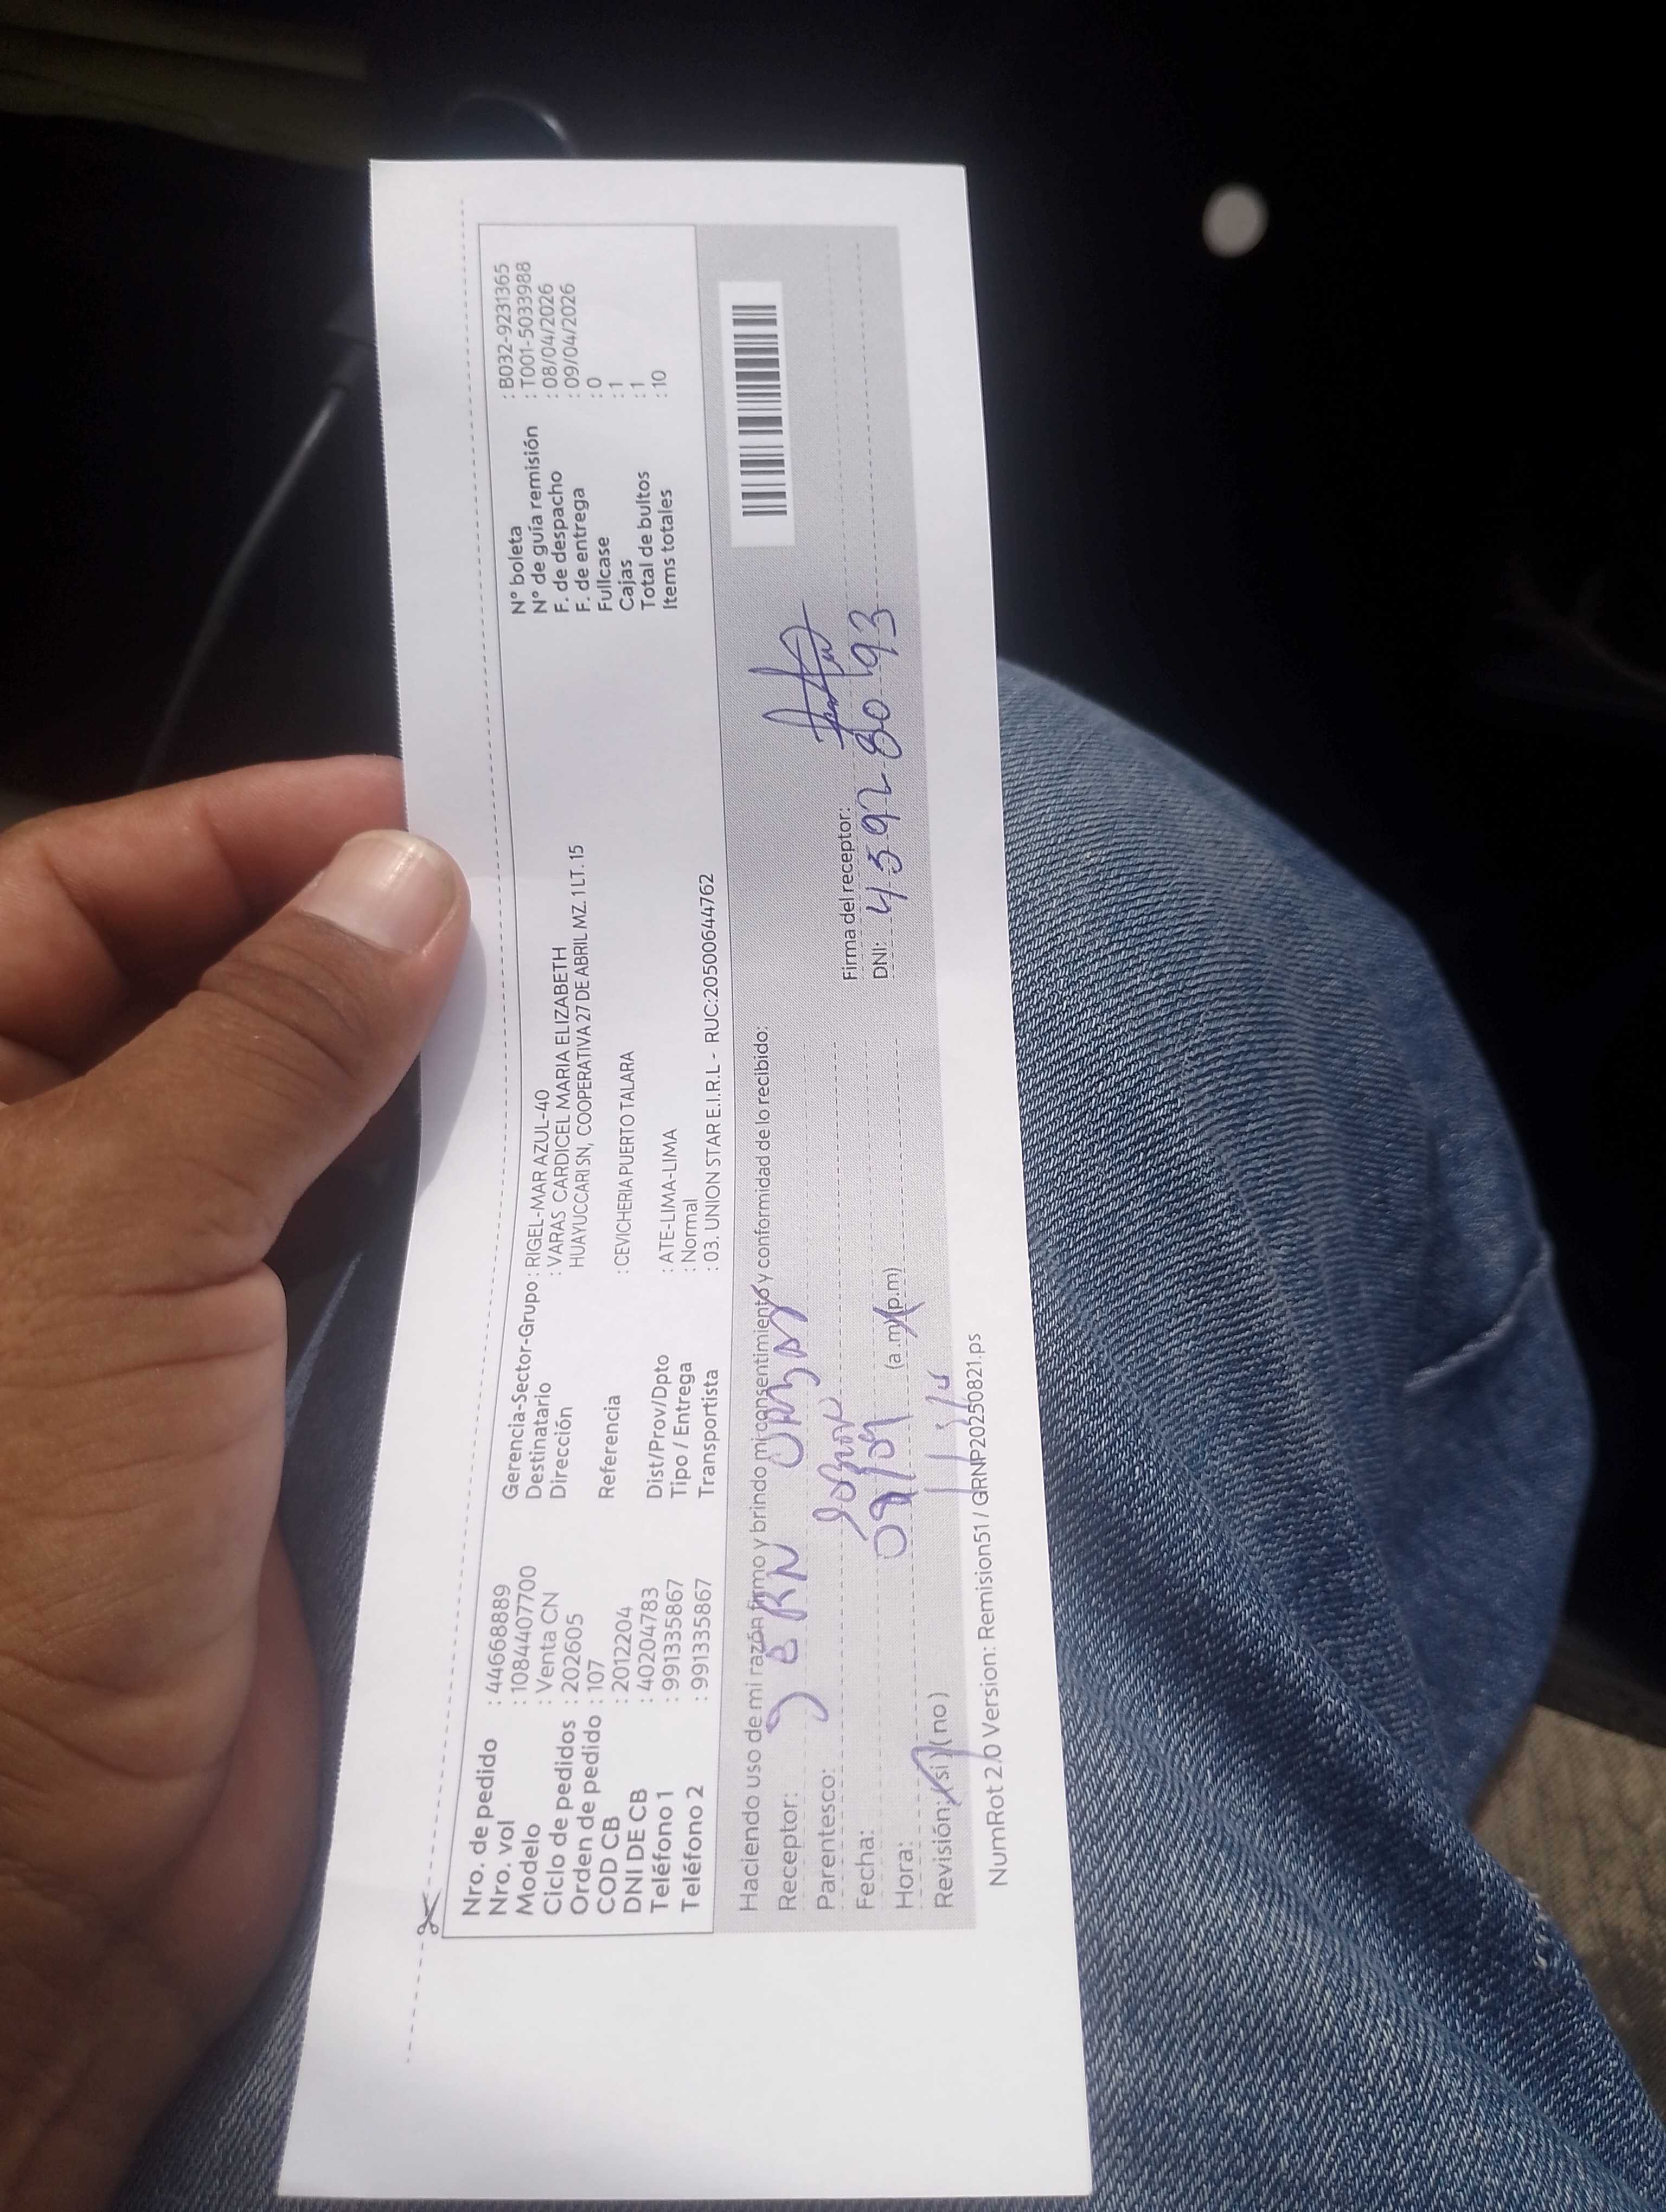 Nro. de pedido : 44668889
Nro. vol : 1084407700
Modelo : Venta CN
Ciclo de pedidos : 202605
Orden de pedido : 107
COD CB : 2012204
DNI DE CB : 40204783
Teléfono 1 : 991335867
Teléfono 2 : 991335867
Gerencia-Sector-Grupo : RIGEL-MAR AZUL-40
Destinatario : VARAS CARDICEL MARIA ELIZABETH
Dirección HUAYUCCARI SN, COOPERATIVA 27 DE ABRIL MZ. 1 LT. 15
Referencia : CEVICHERIA PUERTO TALARA
Dist/Prov/Dpto : ATE-LIMA-LIMA
Tipo / Entrega : Normal
Transportista : 03. UNION STAR E.I.R.L - RUC:20500644762
N° boleta : B032-9231365
N° de guía remisión : T001-5033988
F. de despacho : 08/04/2026
F. de entrega : 09/04/2026
Fullcase : 0
Cajas : 1
Total de bultos : 1
Items totales : 10
Haciendo uso de mi razón firmo y brindo mi consentimiento y conformidad de lo recibido:
Receptor:
Parentesco:
Fecha: 09/04
Hora: (a.m) (p.m)
Revisión: (si) (no)
Firma del receptor:
DNI: 45928093
NumRot 2.0 Version: Remision51 / GRNP20250821.ps